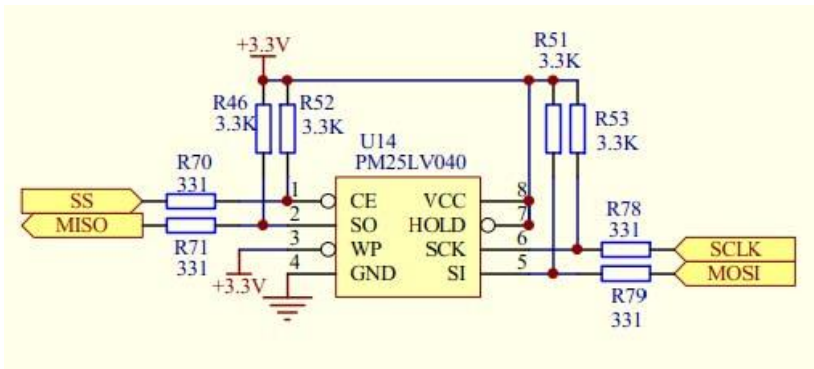 +3.3V
R51
3.3K
R46
3.3K
R52
3.3K
R53
3.3K
U14
PM25LV040
R70
331
SS
1
CE
VCC
8
MISO
2
SO
HOLD
7
R71
331
3
WP
SCK
6
R78
331
SCLK
+3.3V
4
GND
SI
5
MOSI
R79
331